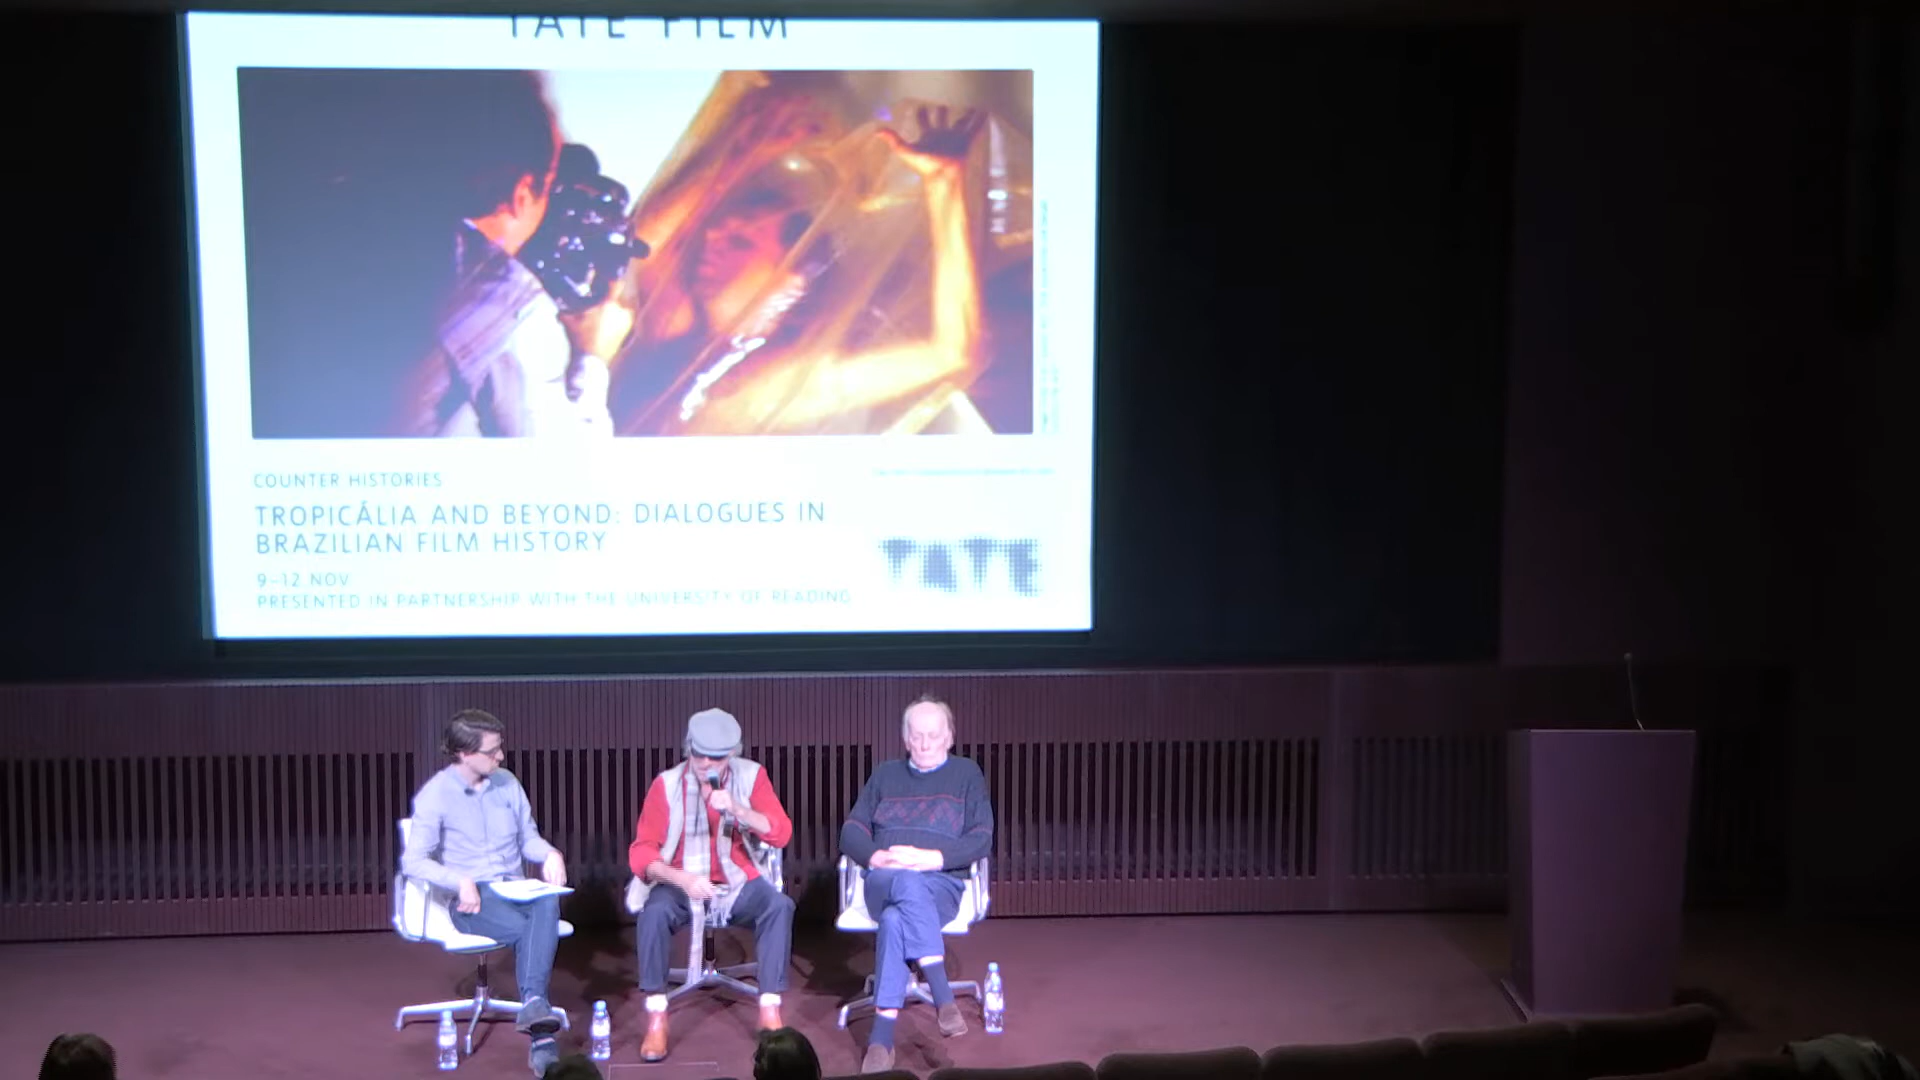 TATE FILM
COUNTER HISTORIES
TROPICÁLIA AND BEYOND: DIALOGUES IN
BRAZILIAN FILM HISTORY
9–12 NOV
PRESENTED IN PARTNERSHIP WITH THE UNIVERSITY OF READING
TATE